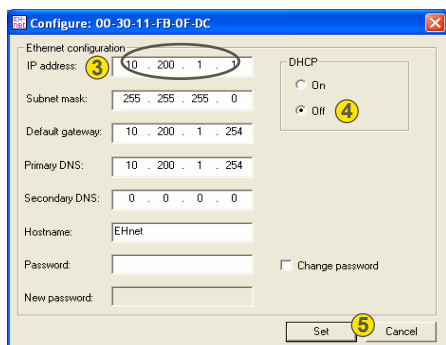 EH-
net
Configure: 00-30-11-FB-0F-DC
Ethernet configuration
IP address: 3 10 . 200 . 1 . 1
Subnet mask: 255 . 255 . 255 . 0
Default gateway: 10 . 200 . 1 . 254
Primary DNS: 10 . 200 . 1 . 254
Secondary DNS: 0 . 0 . 0 . 0
Hostname: EHnet
Password:
New password:
DHCP
On
Off 4
Change password
Set 5 Cancel